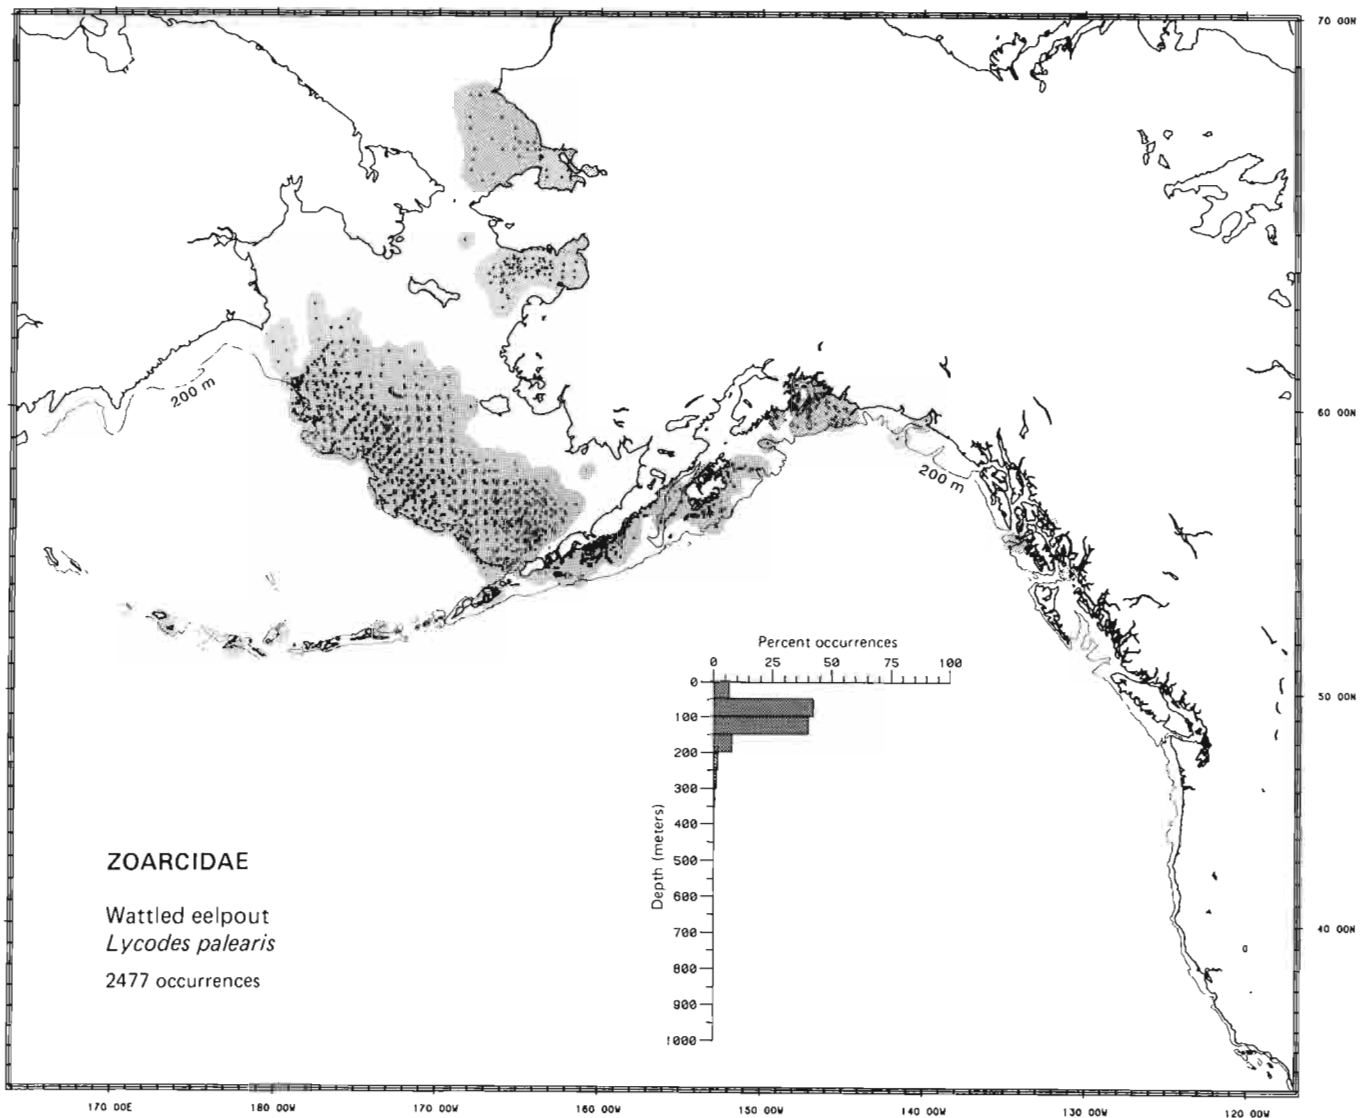 70 00N
200 m
60 00N
200 m
Percent occurrences
0 25 50 75 100
50 00N
0
100
200
300
400
500
600
700
800
900
1000
Depth (meters)
ZOARCIDAE
Wattled eelpout
Lycodes palearis
2477 occurrences
40 00N
170 00E 180 00W 170 00W 160 00W 150 00W 140 00W 130 00W 120 00W